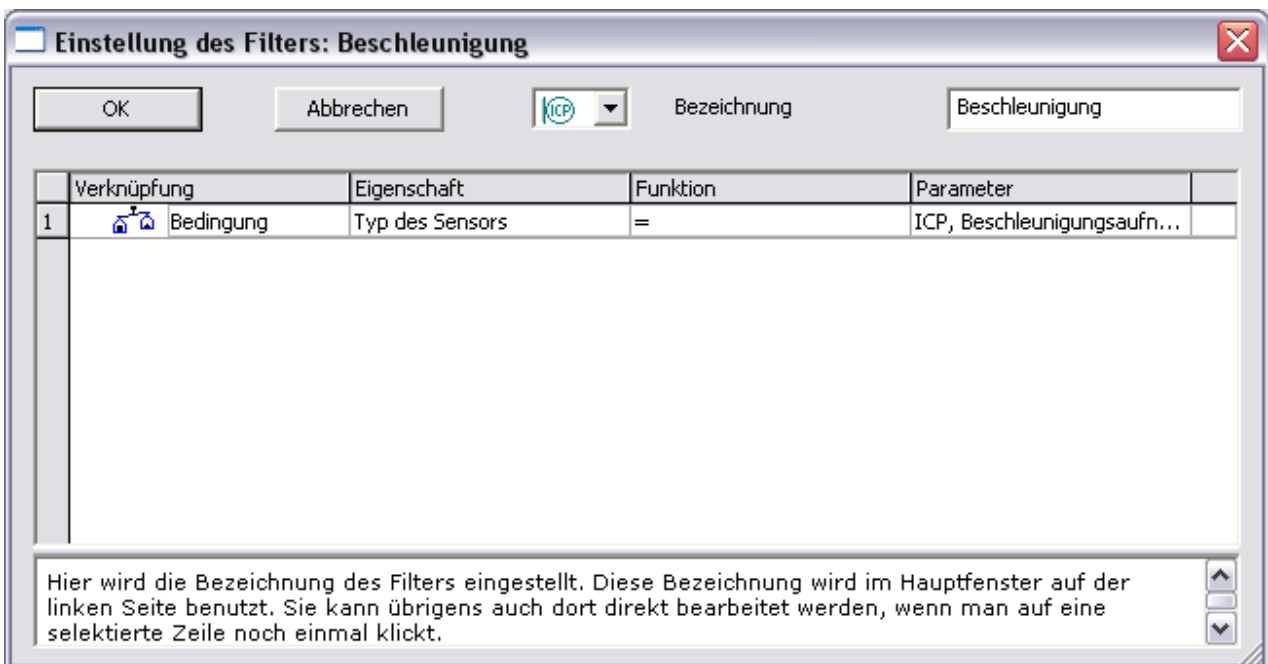 Einstellung des Filters: Beschleunigung
OK Abbrechen ICP Bezeichnung Beschleunigung
Verknüpfung Eigenschaft Funktion Parameter
1 Bedingung Typ des Sensors = ICP, Beschleunigungsaufn...
Hier wird die Bezeichnung des Filters eingestellt. Diese Bezeichnung wird im Hauptfenster auf der
linken Seite benutzt. Sie kann übrigens auch dort direkt bearbeitet werden, wenn man auf eine
selektierte Zeile noch einmal klickt.